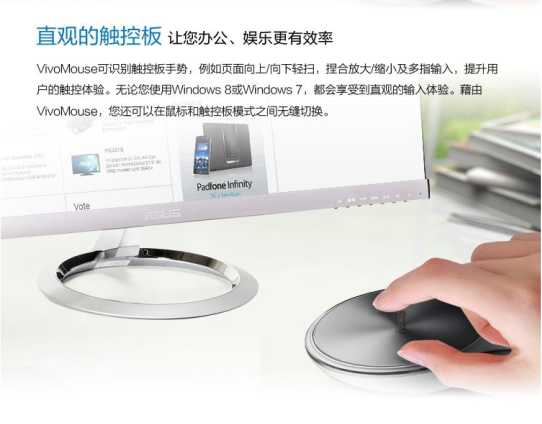 直观的触控板 让您办公、娱乐更有效率
VivoMouse可识别触控板手势，例如页面向上/向下轻扫，捏合放大/缩小及多指输入，提升用
户的触控体验。无论您使用Windows 8或Windows 7，都会享受到直观的输入体验。藉由
VivoMouse，您还可以在鼠标和触控板模式之间无缝切换。
Padfone Infinity
Vote
ASUS